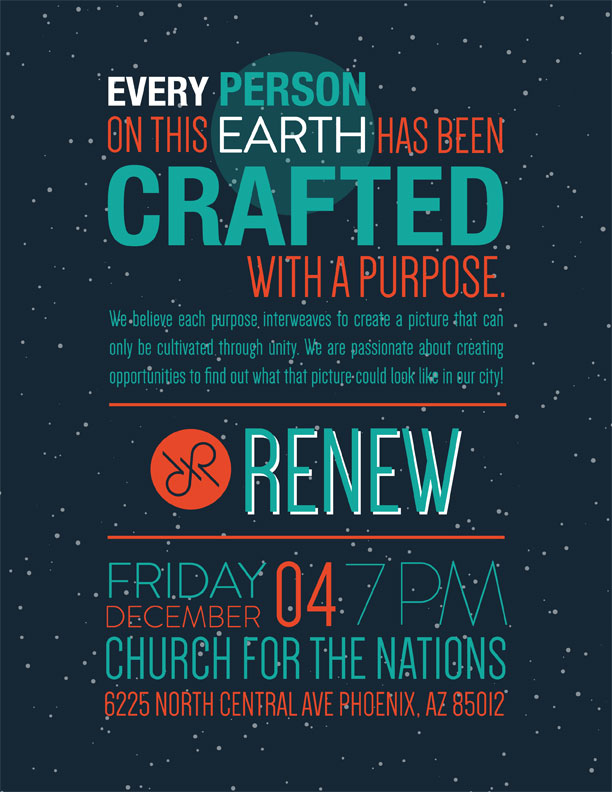 EVERY PERSON
ON THIS EARTH HAS BEEN
CRAFTED
WITH A PURPOSE.
We believe each purpose interweaves to create a picture that can
only be cultivated through unity. We are passionate about creating
opportunities to find out what that picture could look like in our city!
RENEW
FRIDAY DECEMBER 04 7 PM
CHURCH FOR THE NATIONS
6225 NORTH CENTRAL AVE PHOENIX, AZ 85012